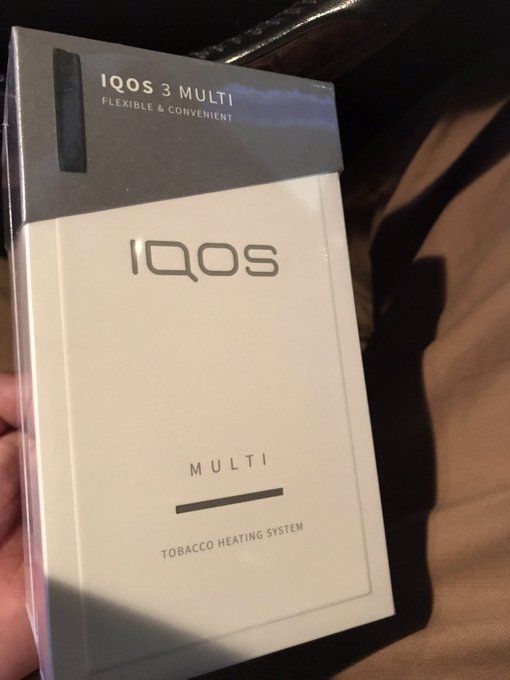 IQOS 3 MULTI
FLEXIBLE & CONVENIENT
IQOS
MULTI
TOBACCO HEATING SYSTEM